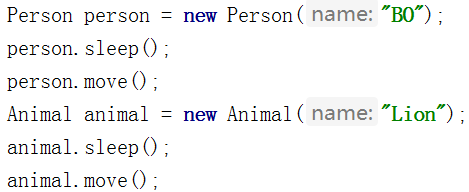 Person person = new Person( name: "BO");
person.sleep();
person.move();
Animal animal = new Animal( name: "Lion");
animal.sleep();
animal.move();